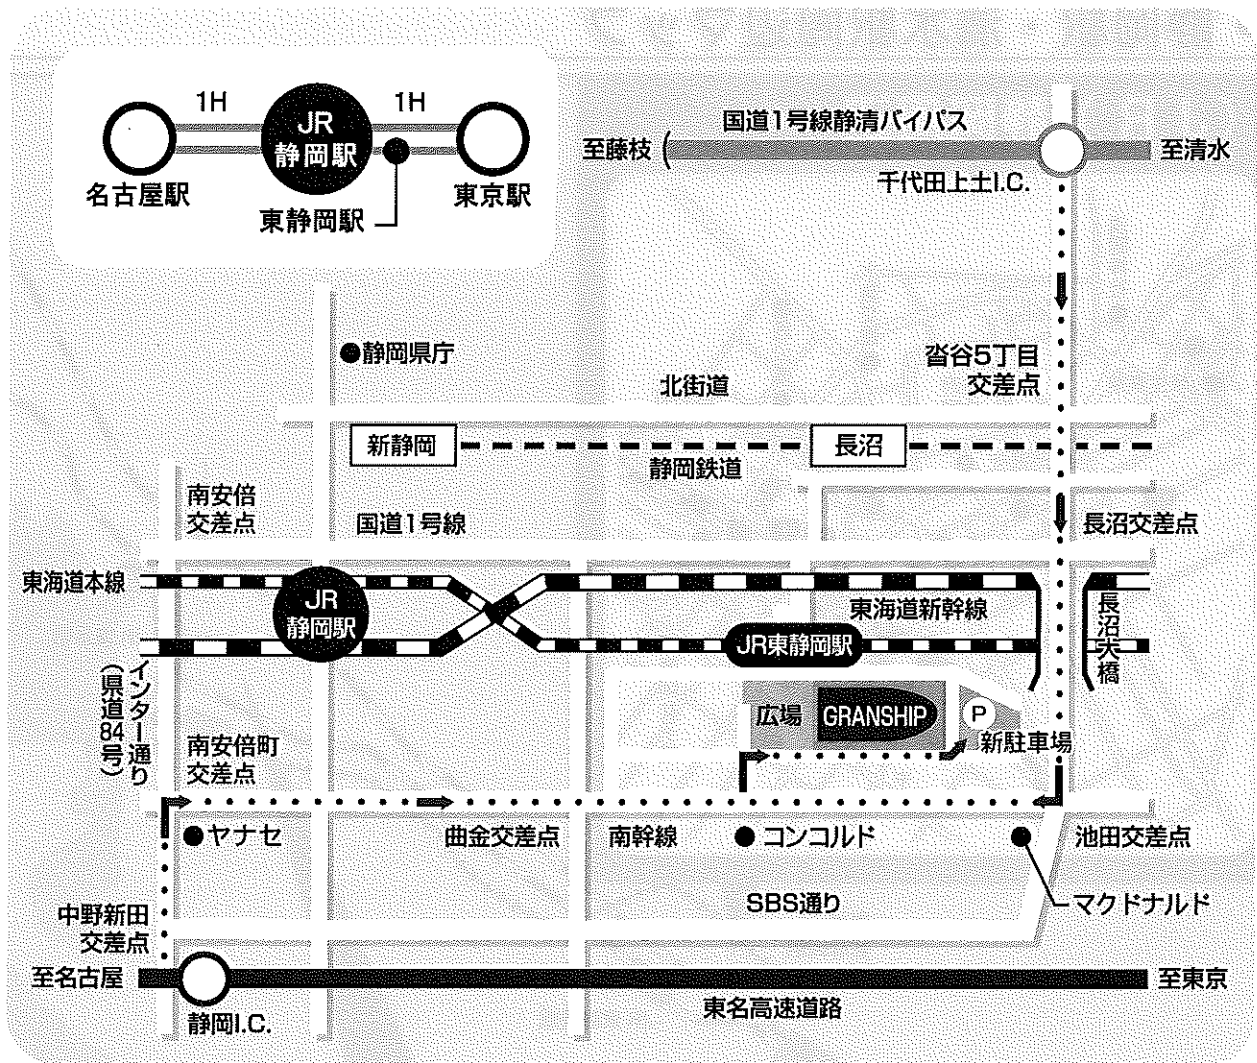 1H
1H
JR
静岡駅
名古屋駅
東京駅
東静岡駅
国道1号線静清バイパス
至藤枝
至清水
千代田上土I.C.
静岡県庁
沓谷5丁目
交差点
北街道
新静岡
長沼
静岡鉄道
南安倍
交差点
国道1号線
長沼交差点
東海道本線
JR
静岡駅
東海道新幹線
JR東静岡駅
長沼大橋
インター通り
(県道84号)
広場
GRANSHIP
P
新駐車場
南安倍町
交差点
ヤナセ
曲金交差点
南幹線
コンコルド
池田交差点
SBS通り
マクドナルド
中野新田
交差点
至名古屋
至東京
東名高速道路
静岡I.C.